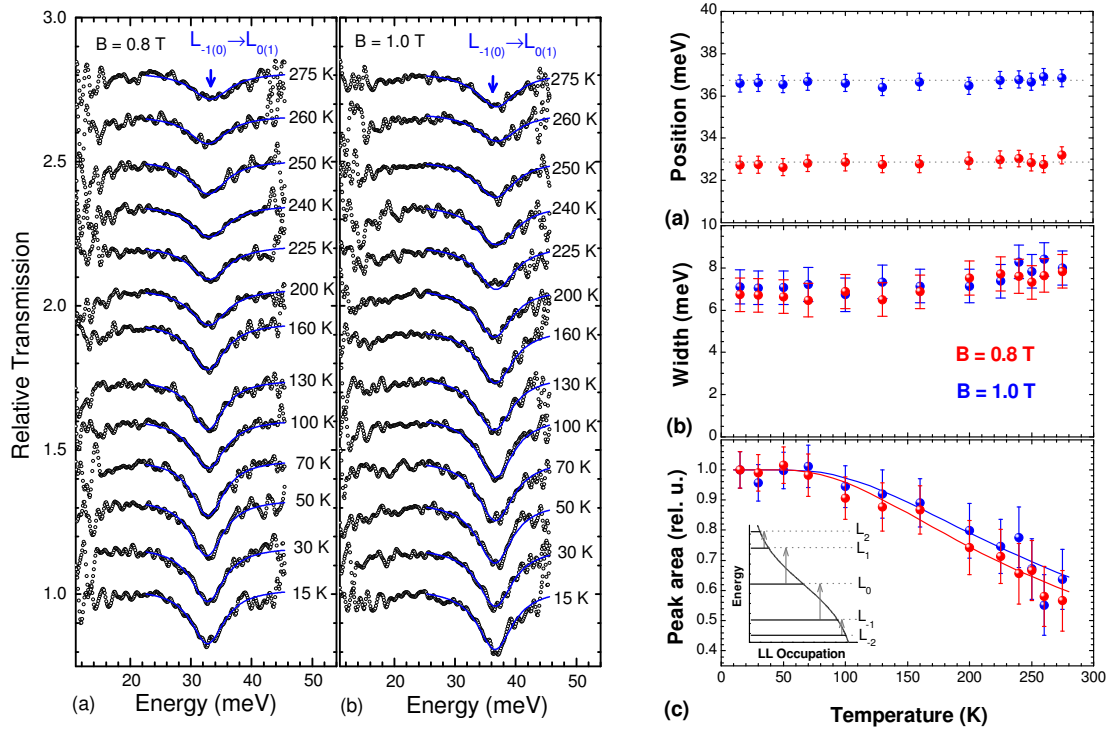 3.0
2.5
2.0
1.5
1.0
Relative Transmission
B = 0.8 T
L-1(0)→L0(1)
275 K
260 K
250 K
240 K
225 K
200 K
160 K
130 K
100 K
70 K
50 K
30 K
15 K
20 30 40 50
(a) Energy (meV)
B = 1.0 T
L-1(0)→L0(1)
275 K
260 K
250 K
240 K
225 K
200 K
160 K
130 K
100 K
70 K
50 K
30 K
15 K
20 30 40 50
(b) Energy (meV)
40
38
36
34
32
10
Position (meV)
(a)
8
6
4
2
0
Width (meV)
B = 0.8 T
B = 1.0 T
(b)
1.0
0.9
0.8
0.7
0.6
0.5
0.4
Peak area (rel. u.)
L2
L1
L0
L-1
L-2
Energy
LL Occupation
0 50 100 150 200 250 300
(c) Temperature (K)